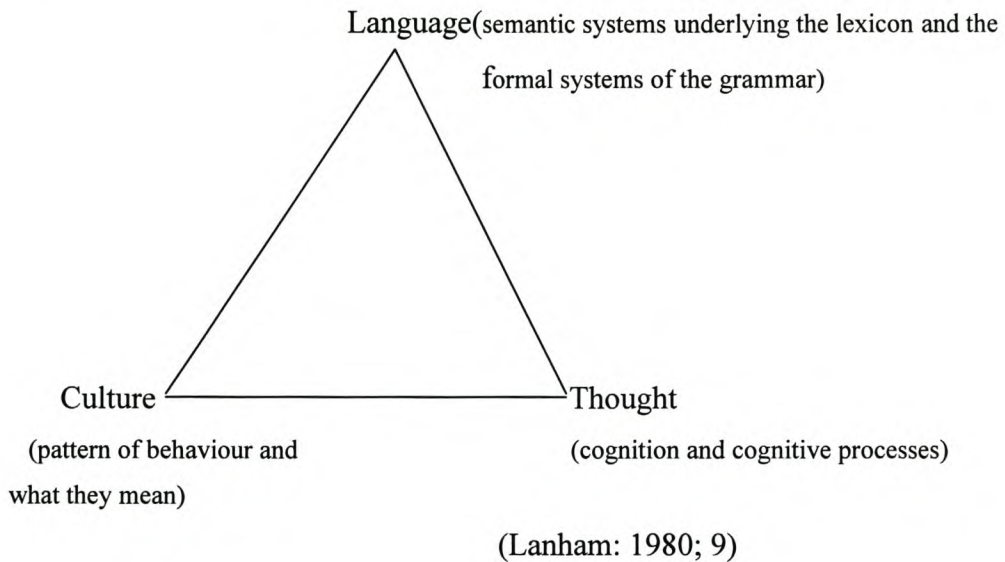 Language(semantic systems underlying the lexicon and the
formal systems of the grammar)
Culture Thought
(pattern of behaviour and (cognition and cognitive processes)
what they mean)
(Lanham: 1980; 9)